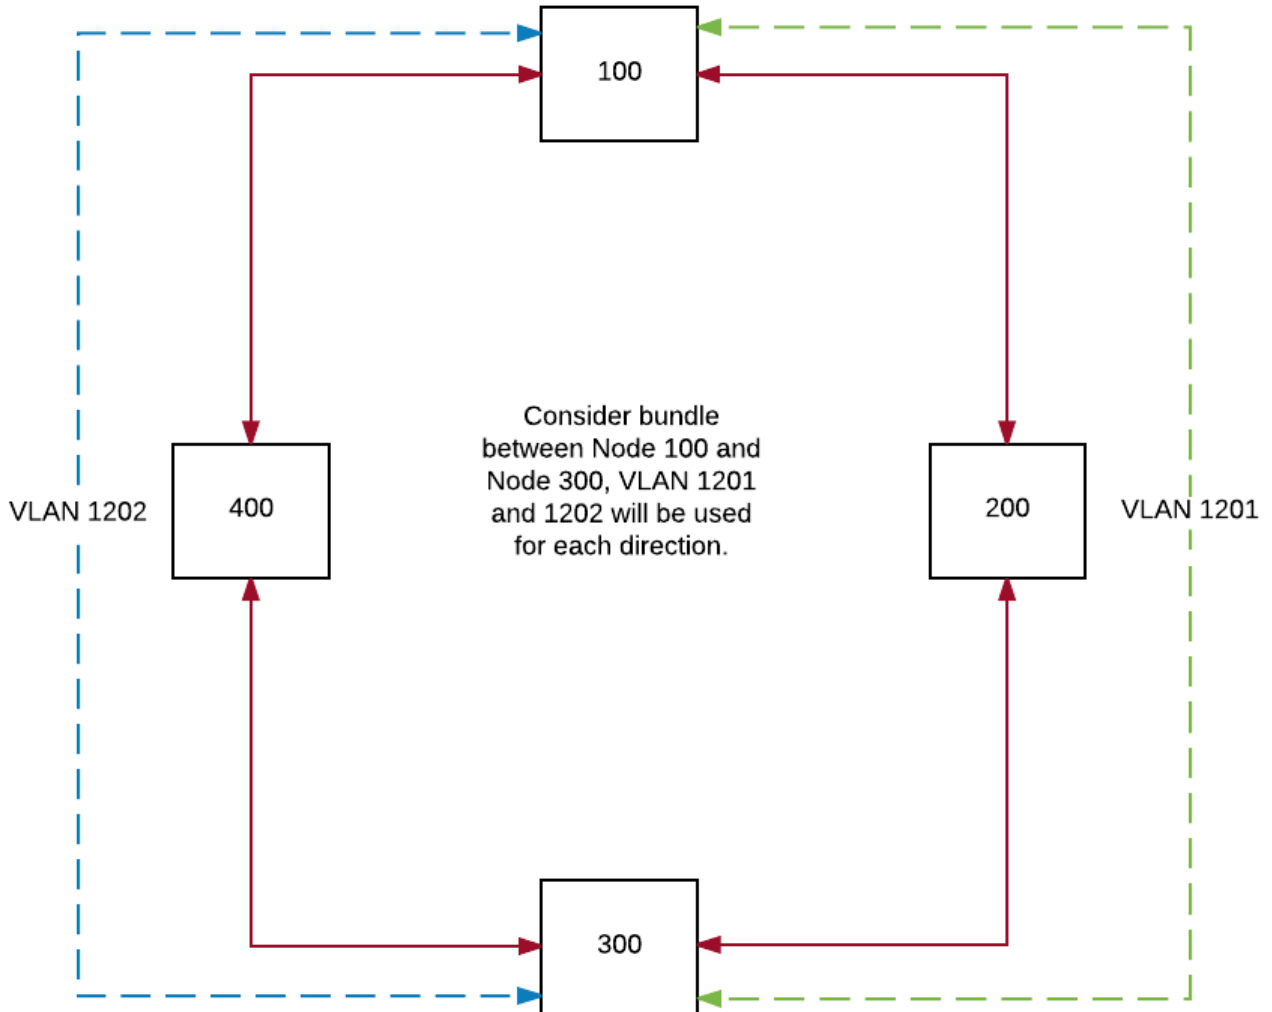 100
Consider bundle
between Node 100 and
Node 300, VLAN 1201
and 1202 will be used
for each direction.
VLAN 1202
400
200
VLAN 1201
300